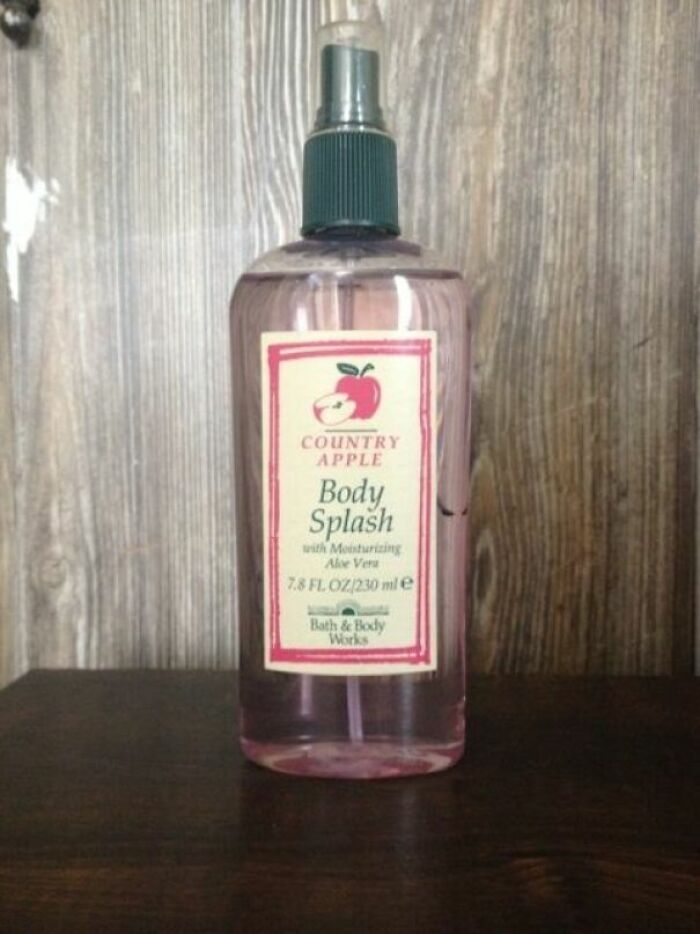 COUNTRY
APPLE
Body
Splash
with Moisturizing
Aloe Vera
7.8 FL OZ/230 ml ℮
Bath & Body
Works